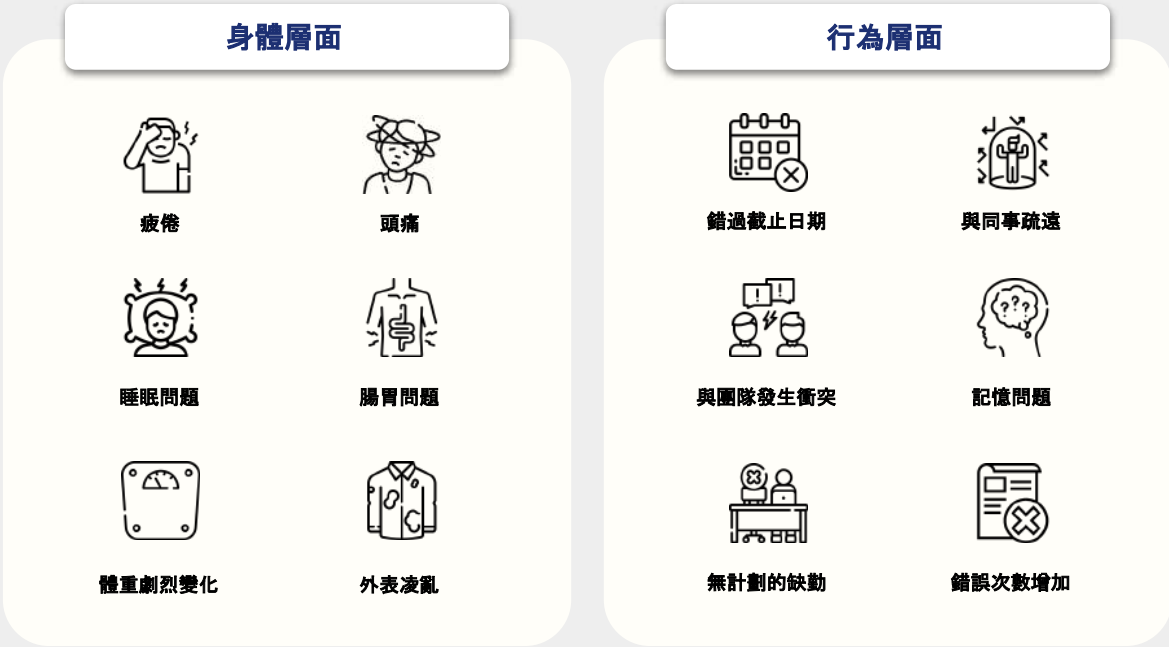 身體層面
疲倦
頭痛
睡眠問題
腸胃問題
體重劇烈變化
外表凌亂
行為層面
錯過截止日期
與同事疏遠
與團隊發生衝突
記憶問題
無計劃的缺勤
錯誤次數增加